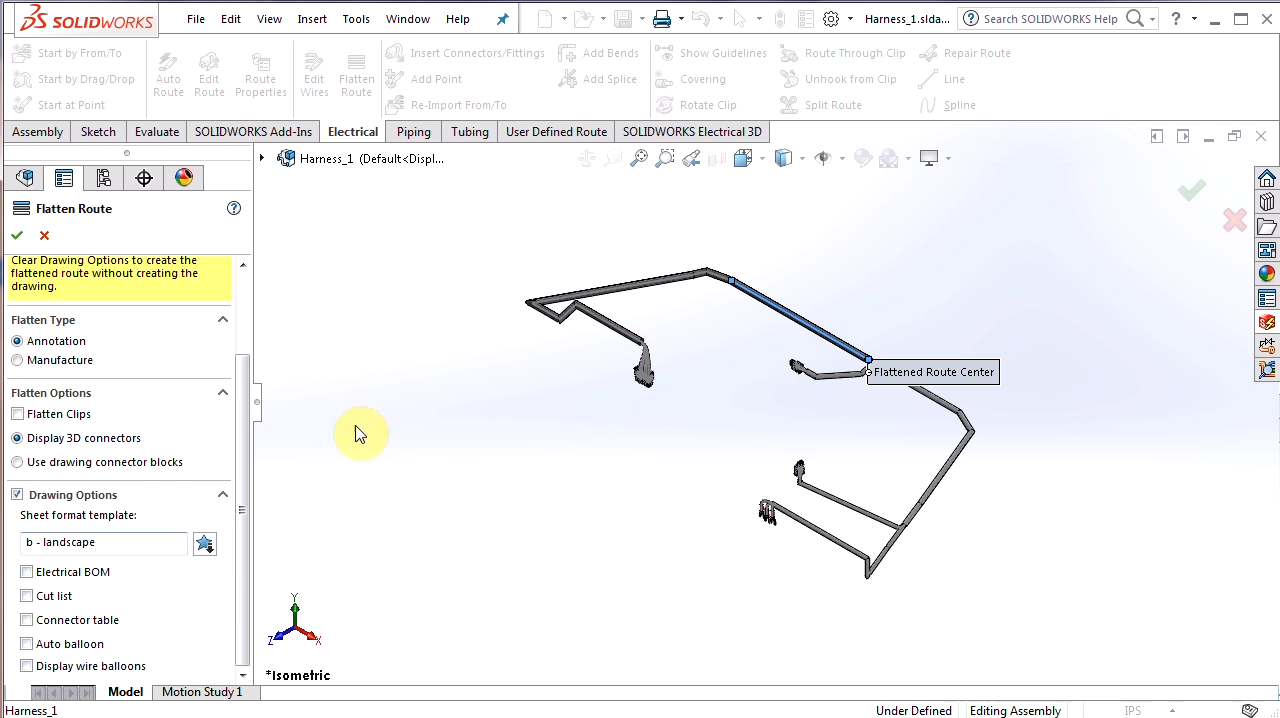 SOLIDWORKS File Edit View Insert Tools Window Help Harness_1.slda... Search SOLIDWORKS Help
Start by From/To Insert Connectors/Fittings Add Bends Show Guidelines Route Through Clip Repair Route
Start by Drag/Drop Auto Route Edit Route Route Properties Edit Wires Flatten Route Add Point Add Splice Covering Unhook from Clip Line
Start at Point Re-Import From/To Rotate Clip Split Route Spline
Assembly Sketch Evaluate SOLIDWORKS Add-Ins Electrical Piping Tubing User Defined Route SOLIDWORKS Electrical 3D
Harness_1 (Default<Displ...
Flatten Route
Clear Drawing Options to create the
flattened route without creating the
drawing.
Flatten Type
Annotation
Manufacture
Flatten Options
Flatten Clips
Display 3D connectors
Use drawing connector blocks
Drawing Options
Sheet format template:
b - landscape
Electrical BOM
Cut list
Connector table
Auto balloon
Display wire balloons
Flattened Route Center
Y
Z X
*Isometric
Model Motion Study 1
Harness_1 Under Defined Editing Assembly IPS